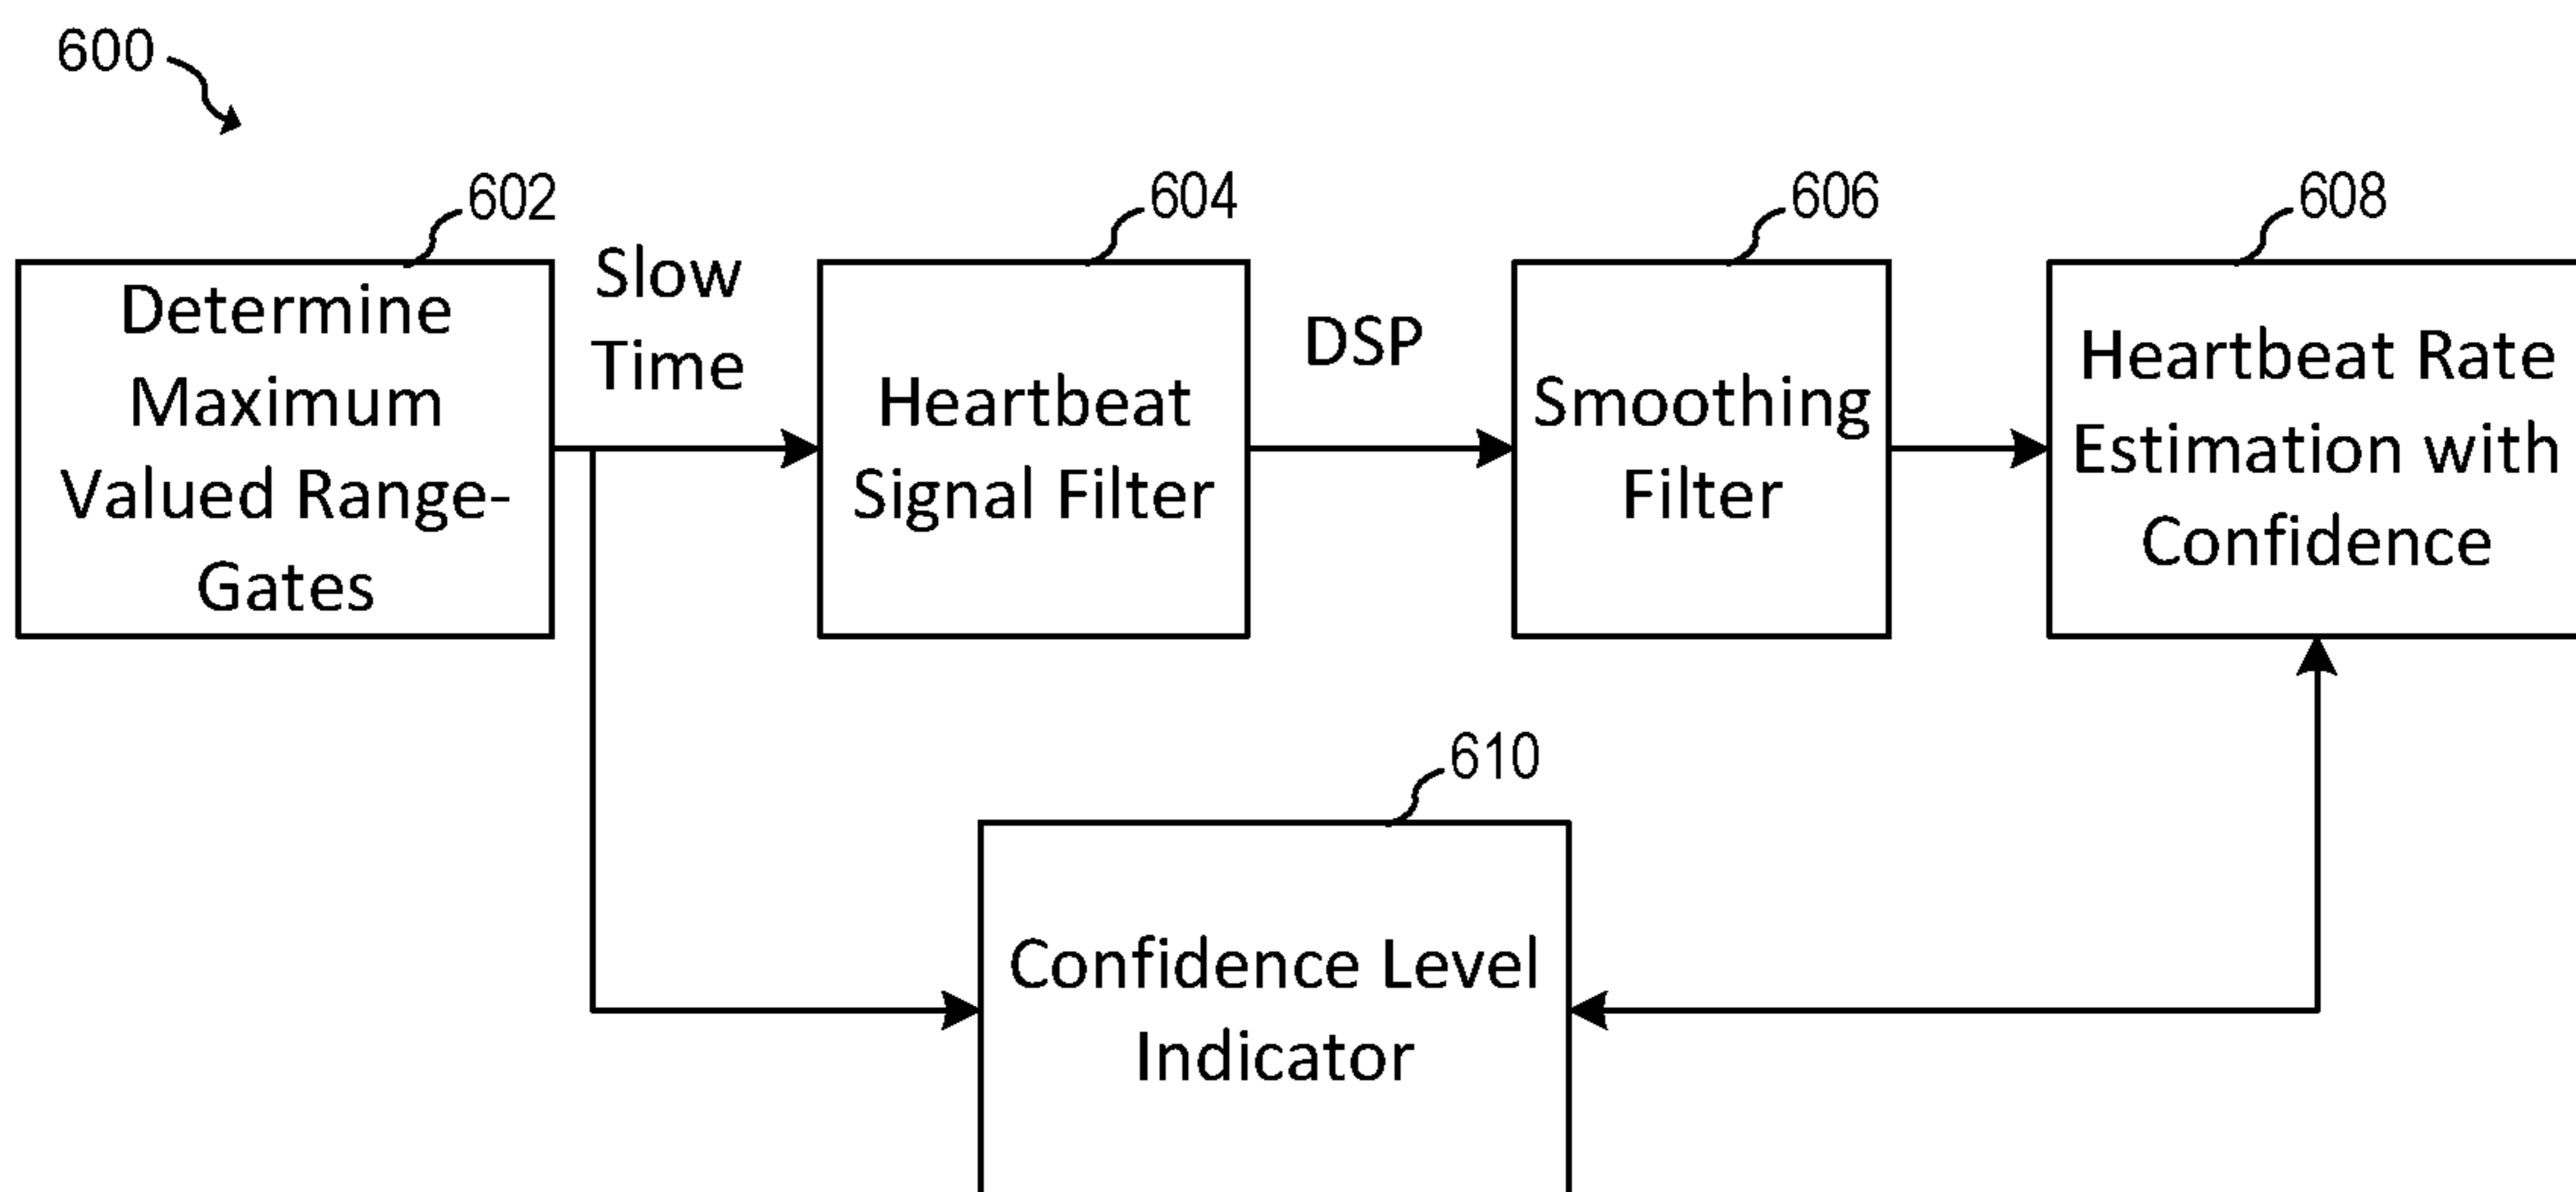 600
602
Determine
Maximum
Valued Range-
Gates
Slow
Time
604
Heartbeat
Signal Filter
DSP
606
Smoothing
Filter
608
Heartbeat Rate
Estimation with
Confidence
610
Confidence Level
Indicator